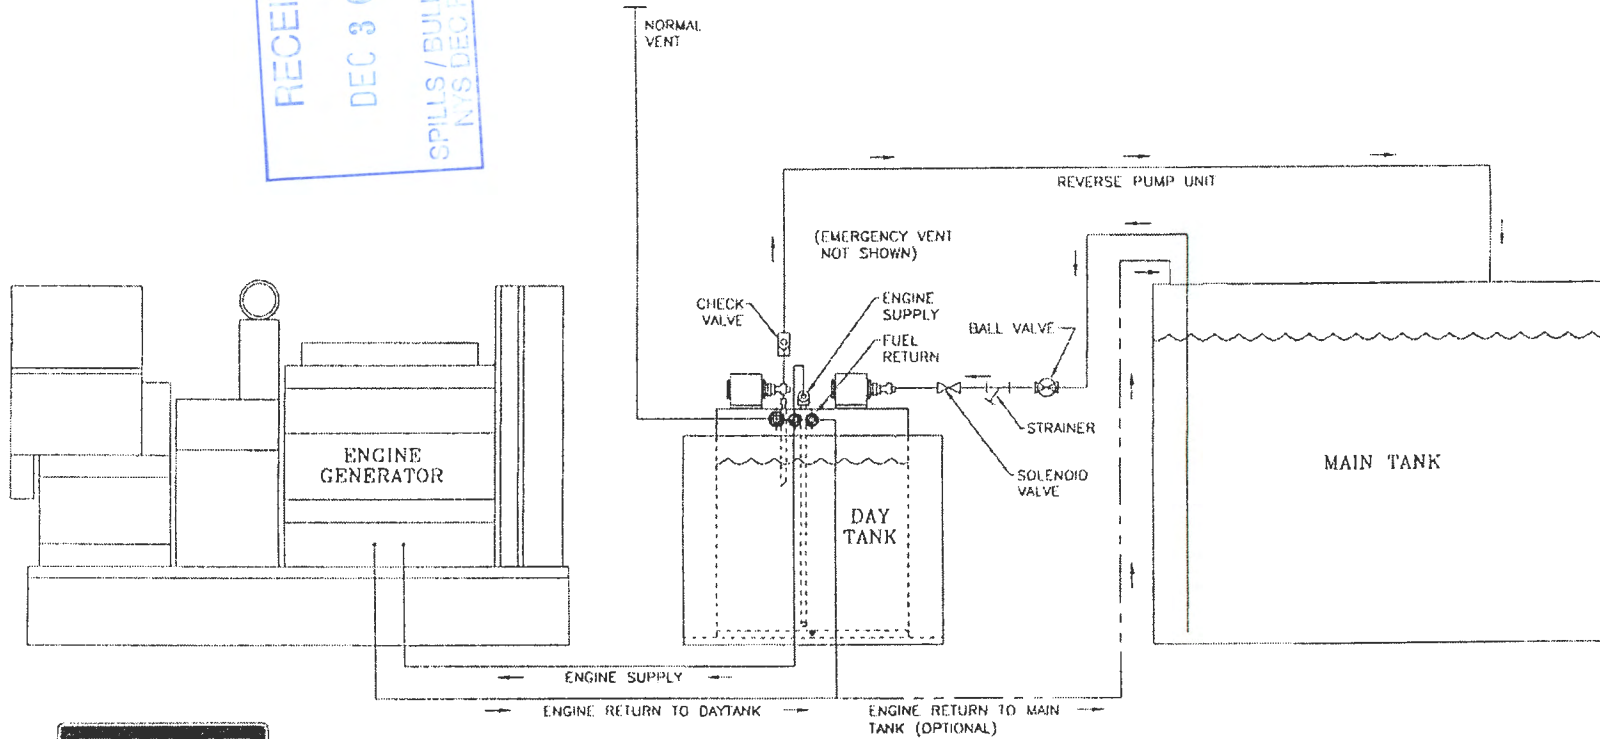 RECEI
DEC 3
SPILLS / BUL
NYS DEC
NORMAL
VENT
REVERSE PUMP UNIT
(EMERGENCY VENT
NOT SHOWN)
CHECK
VALVE
ENGINE
SUPPLY
FUEL
RETURN
BALL VALVE
STRAINER
SOLENOID
VALVE
ENGINE
GENERATOR
DAY
TANK
MAIN TANK
ENGINE SUPPLY
ENGINE RETURN TO DAYTANK
ENGINE RETURN TO MAIN
TANK (OPTIONAL)